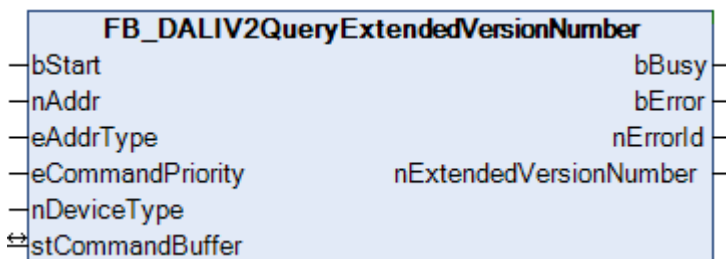 FB_DALIV2QueryExtendedVersionNumber
bStart bBusy
nAddr bError
eAddrType nErrorId
eCommandPriority nExtendedVersionNumber
nDeviceType
stCommandBuffer